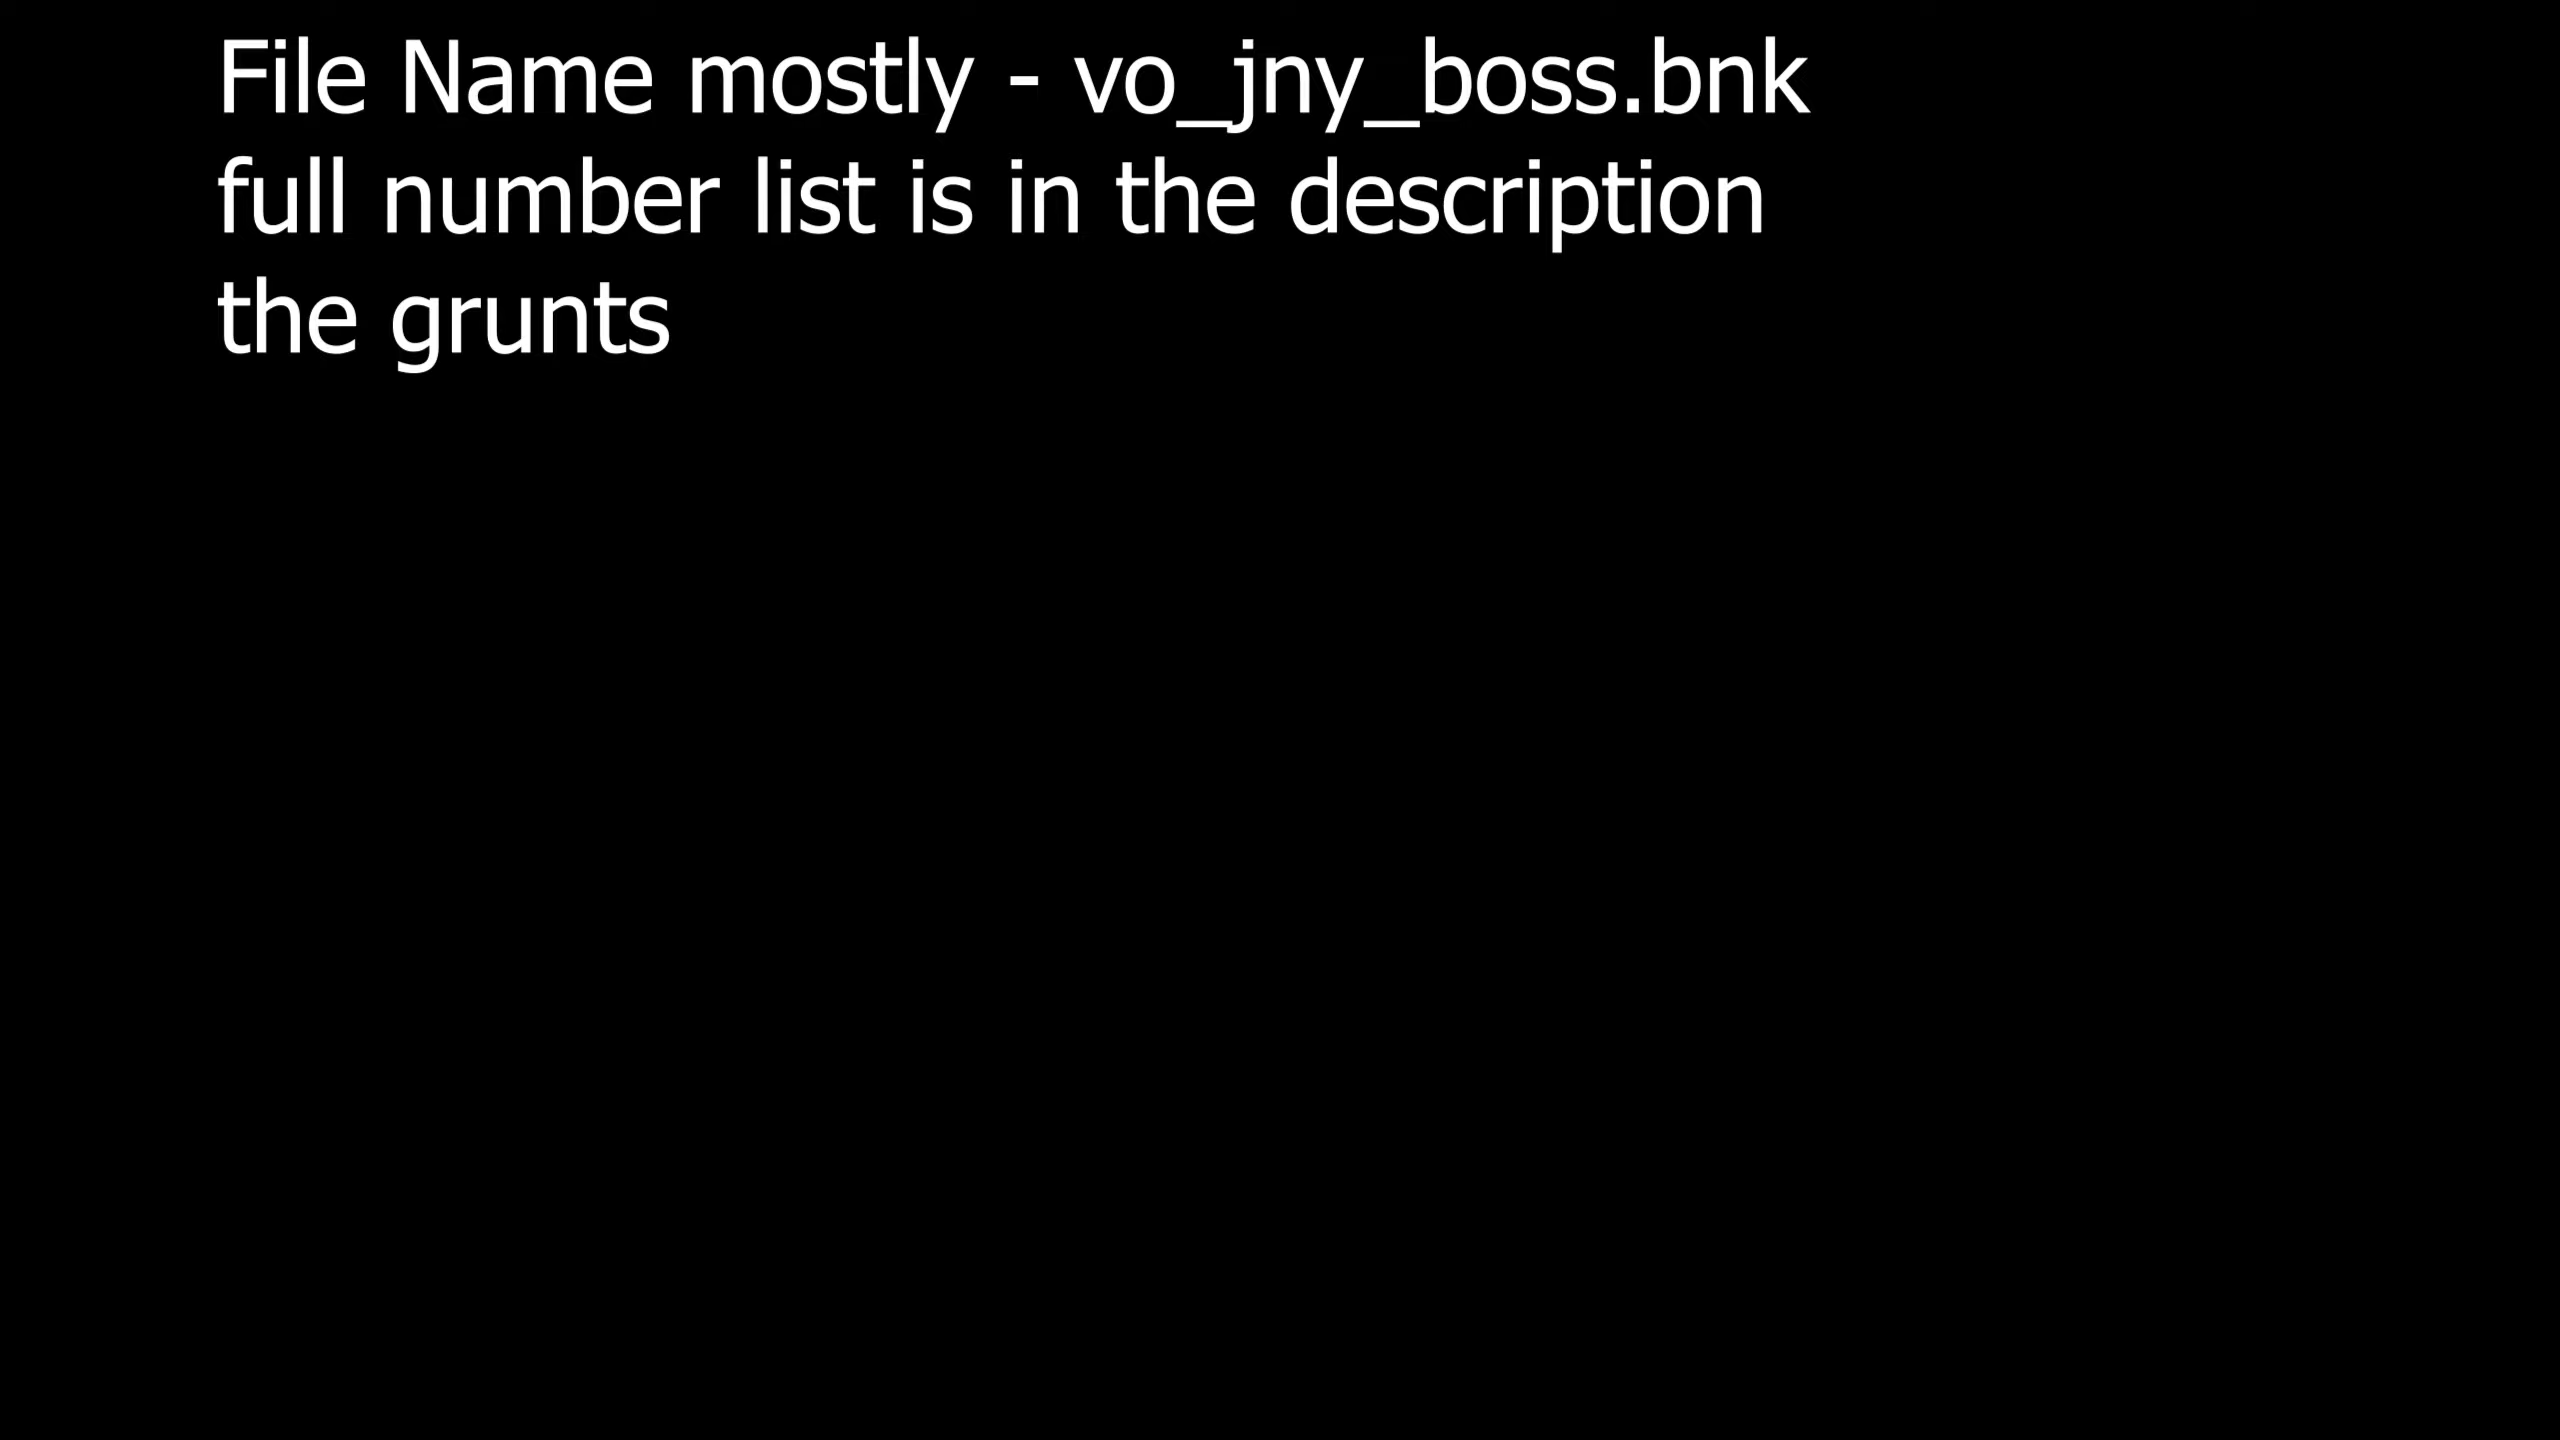 File Name mostly - vo_jny_boss.bnk
full number list is in the description
the grunts